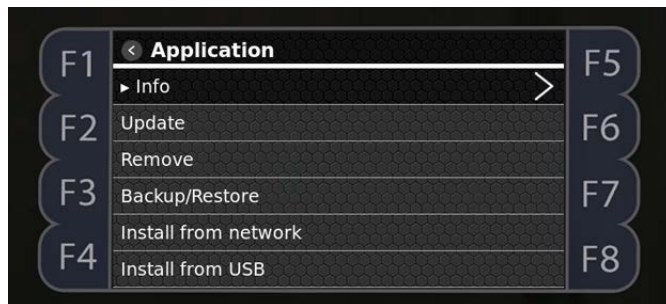 F1
F2
F3
F4
Application
▸ Info
Update
Remove
Backup/Restore
Install from network
Install from USB
F5
F6
F7
F8